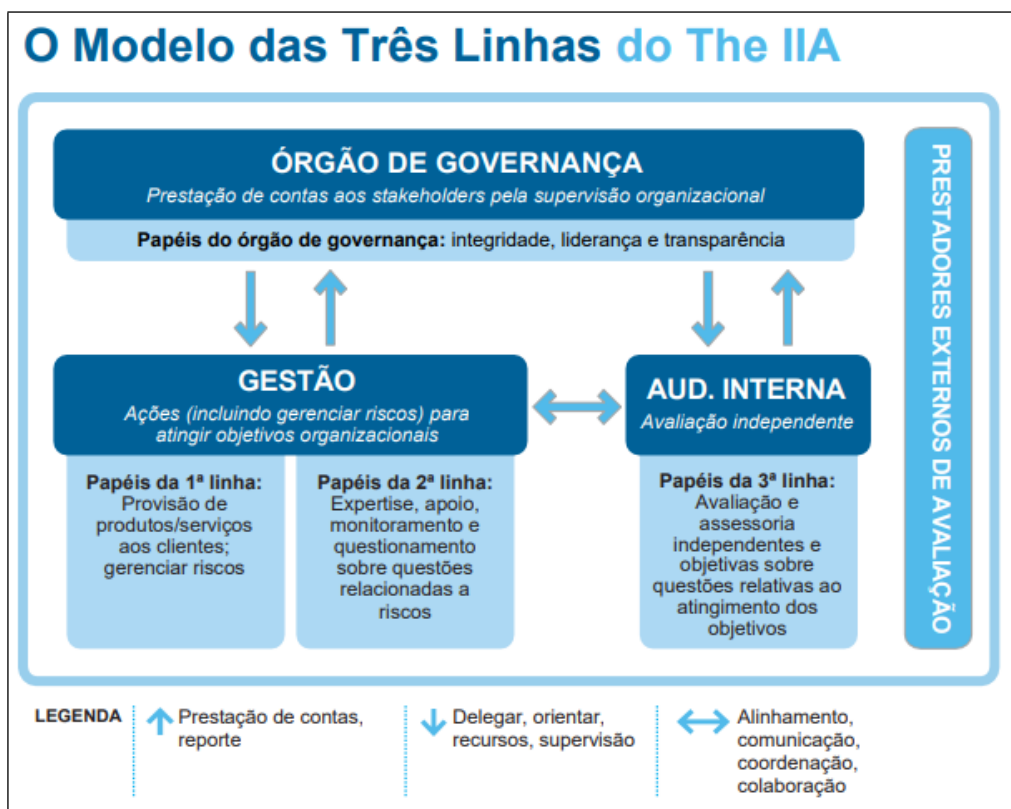 O Modelo das Três Linhas do The IIA
ÓRGÃO DE GOVERNANÇA
Prestação de contas aos stakeholders pela supervisão organizacional
Papéis do órgão de governança: integridade, liderança e transparência
GESTÃO
Ações (incluindo gerenciar riscos) para
atingir objetivos organizacionais
Papéis da 1ª linha:
Provisão de
produtos/serviços
aos clientes;
gerenciar riscos
Papéis da 2ª linha:
Expertise, apoio,
monitoramento e
questionamento
sobre questões
relacionadas a
riscos
AUD. INTERNA
Avaliação independente
Papéis da 3ª linha:
Avaliação e
assessoria
independentes e
objetivas sobre
questões relativas ao
atingimento dos
objetivos
PRESTADORES EXTERNOS DE AVALIAÇÃO
LEGENDA
Prestação de contas,
reporte
Delegar, orientar,
recursos, supervisão
Alinhamento,
comunicação,
coordenação,
colaboração